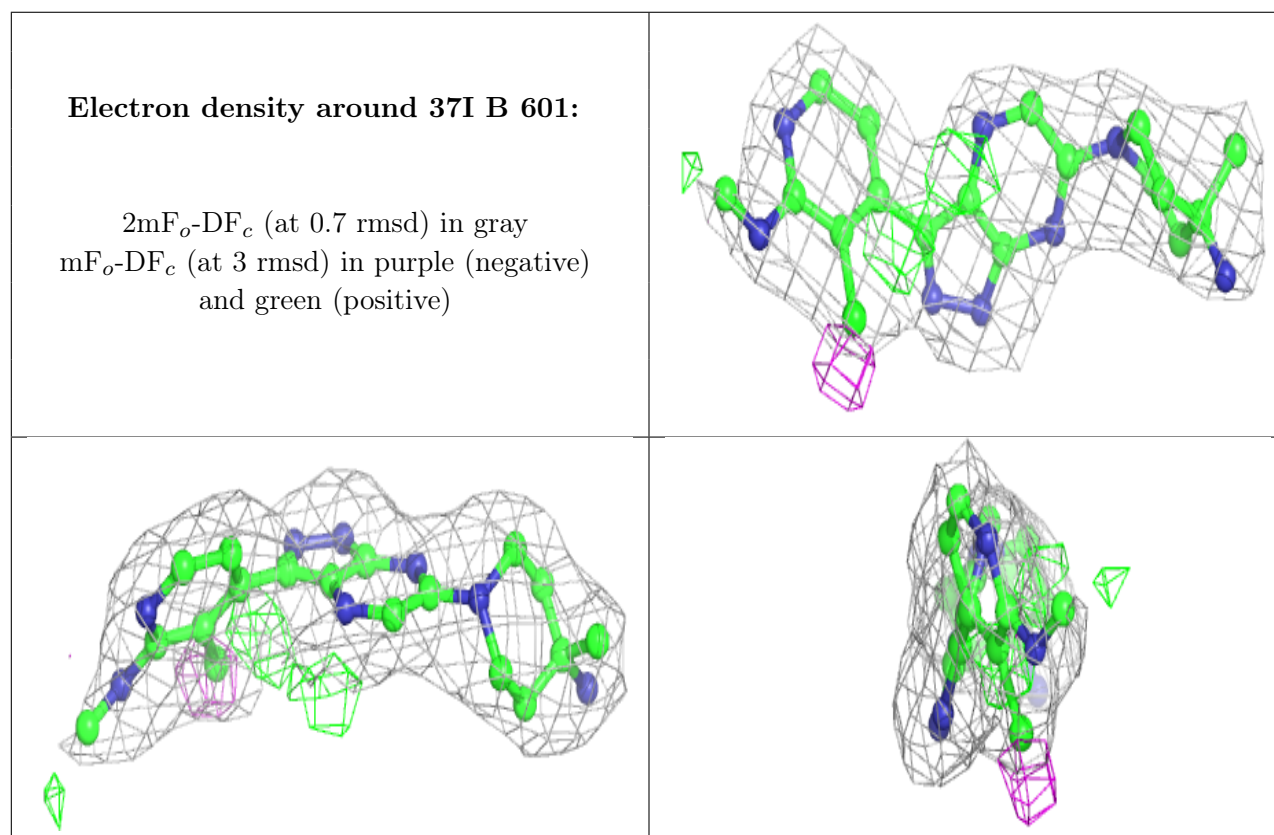 Electron density around 37I B 601:
2mFo-DFc (at 0.7 rmsd) in gray
mFo-DFc (at 3 rmsd) in purple (negative)
and green (positive)